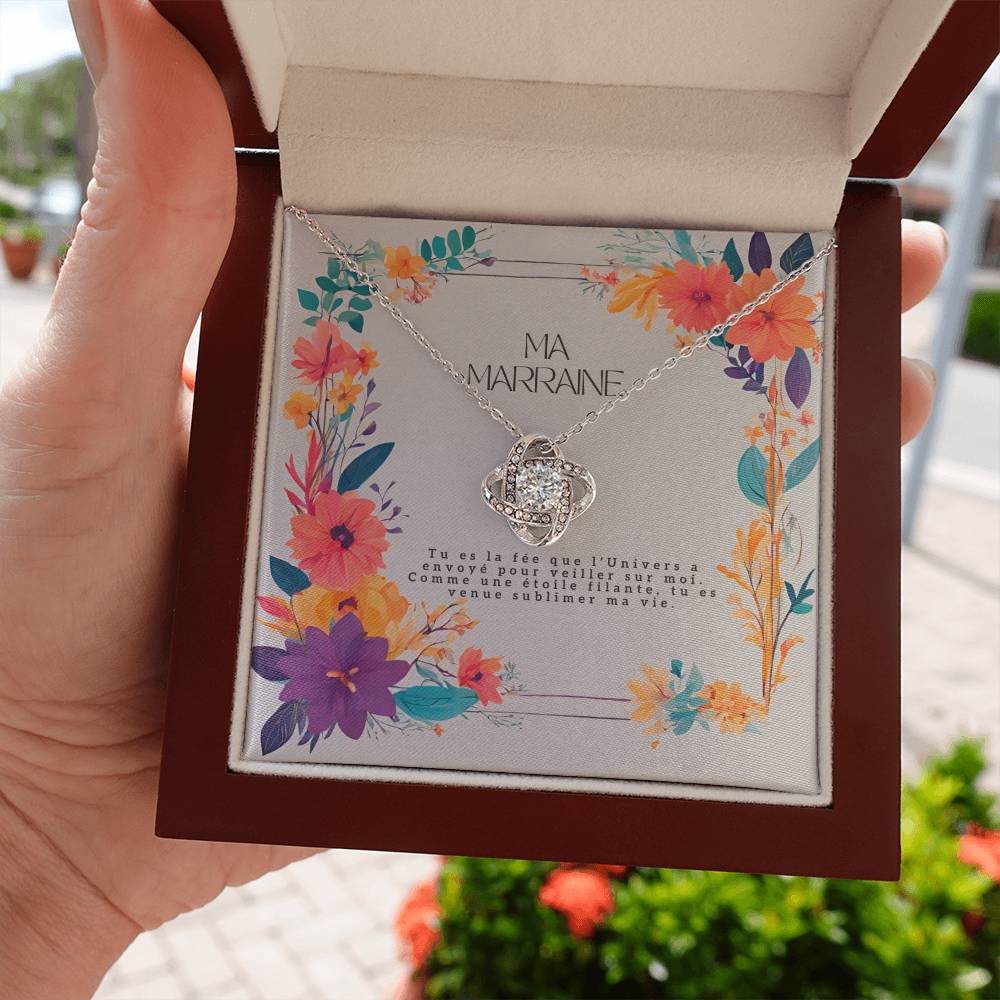 MA
MARRAINE
Tu es la fée que l'Univers a
envoyé pour veiller sur moi.
Comme une étoile filante, tu es
venue sublimer ma vie.